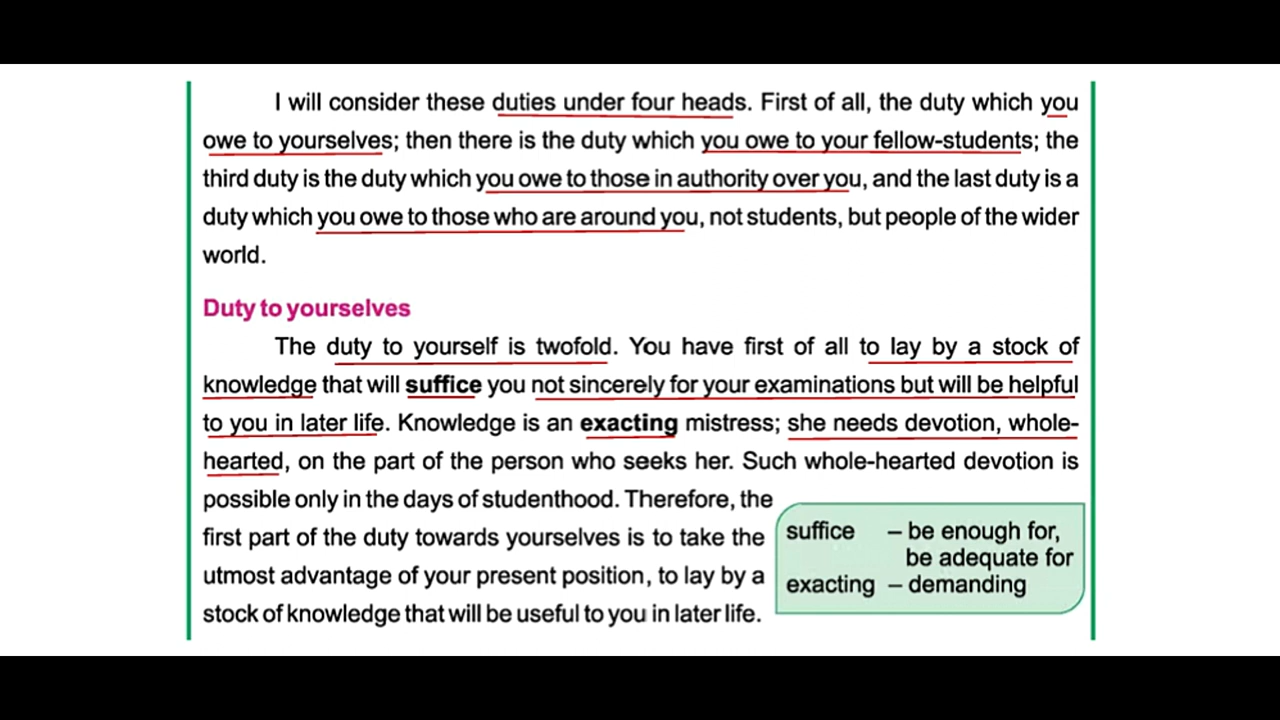 I will consider these duties under four heads. First of all, the duty which you
owe to yourselves; then there is the duty which you owe to your fellow-students; the
third duty is the duty which you owe to those in authority over you, and the last duty is a
duty which you owe to those who are around you, not students, but people of the wider
world.
Duty to yourselves
The duty to yourself is twofold. You have first of all to lay by a stock of
knowledge that will suffice you not sincerely for your examinations but will be helpful
to you in later life. Knowledge is an exacting mistress; she needs devotion, whole-
hearted, on the part of the person who seeks her. Such whole-hearted devotion is
possible only in the days of studenthood. Therefore, the
first part of the duty towards yourselves is to take the
utmost advantage of your present position, to lay by a
stock of knowledge that will be useful to you in later life.
suffice – be enough for,
be adequate for
exacting – demanding